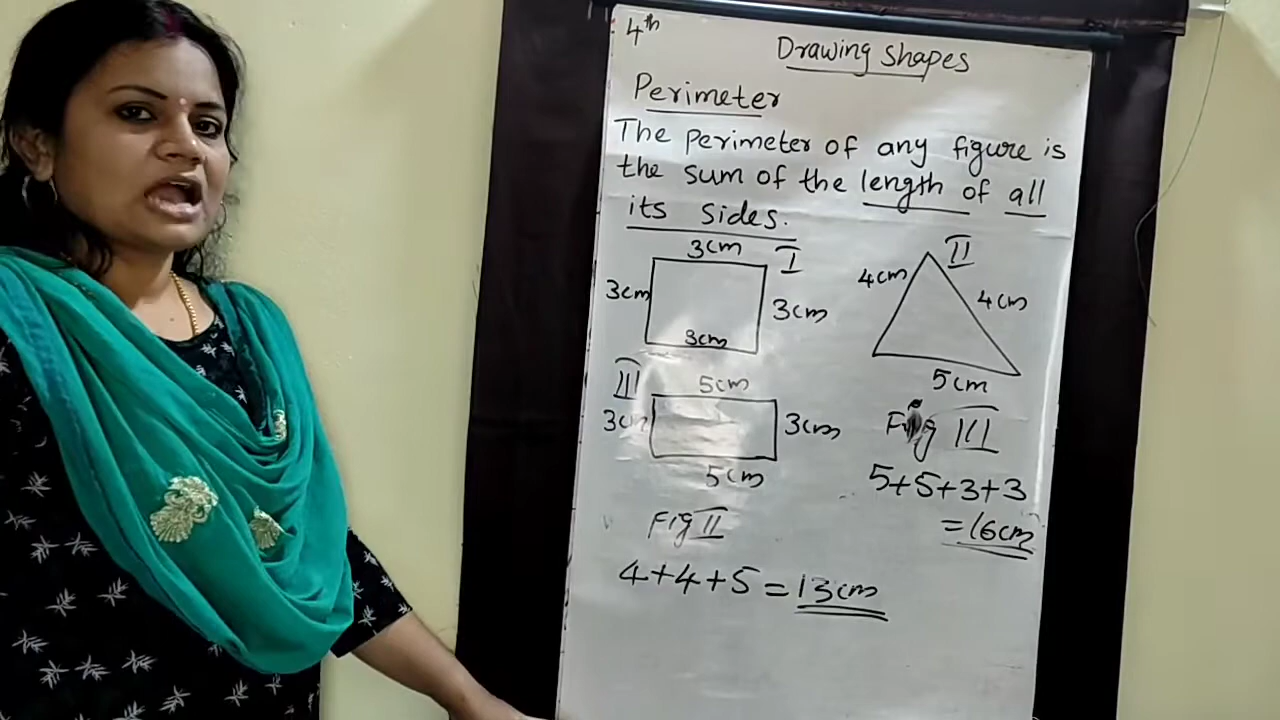 4th
Drawing Shapes
Perimeter
The Perimeter of any figure is
the sum of the length of all
its sides.
3cm I
3cm
3cm
3cm
II
4cm
4cm
5cm
III 5cm
3cm
3cm
5cm
Fig III
5+5+3+3
=16cm
Fig II
4+4+5=13cm